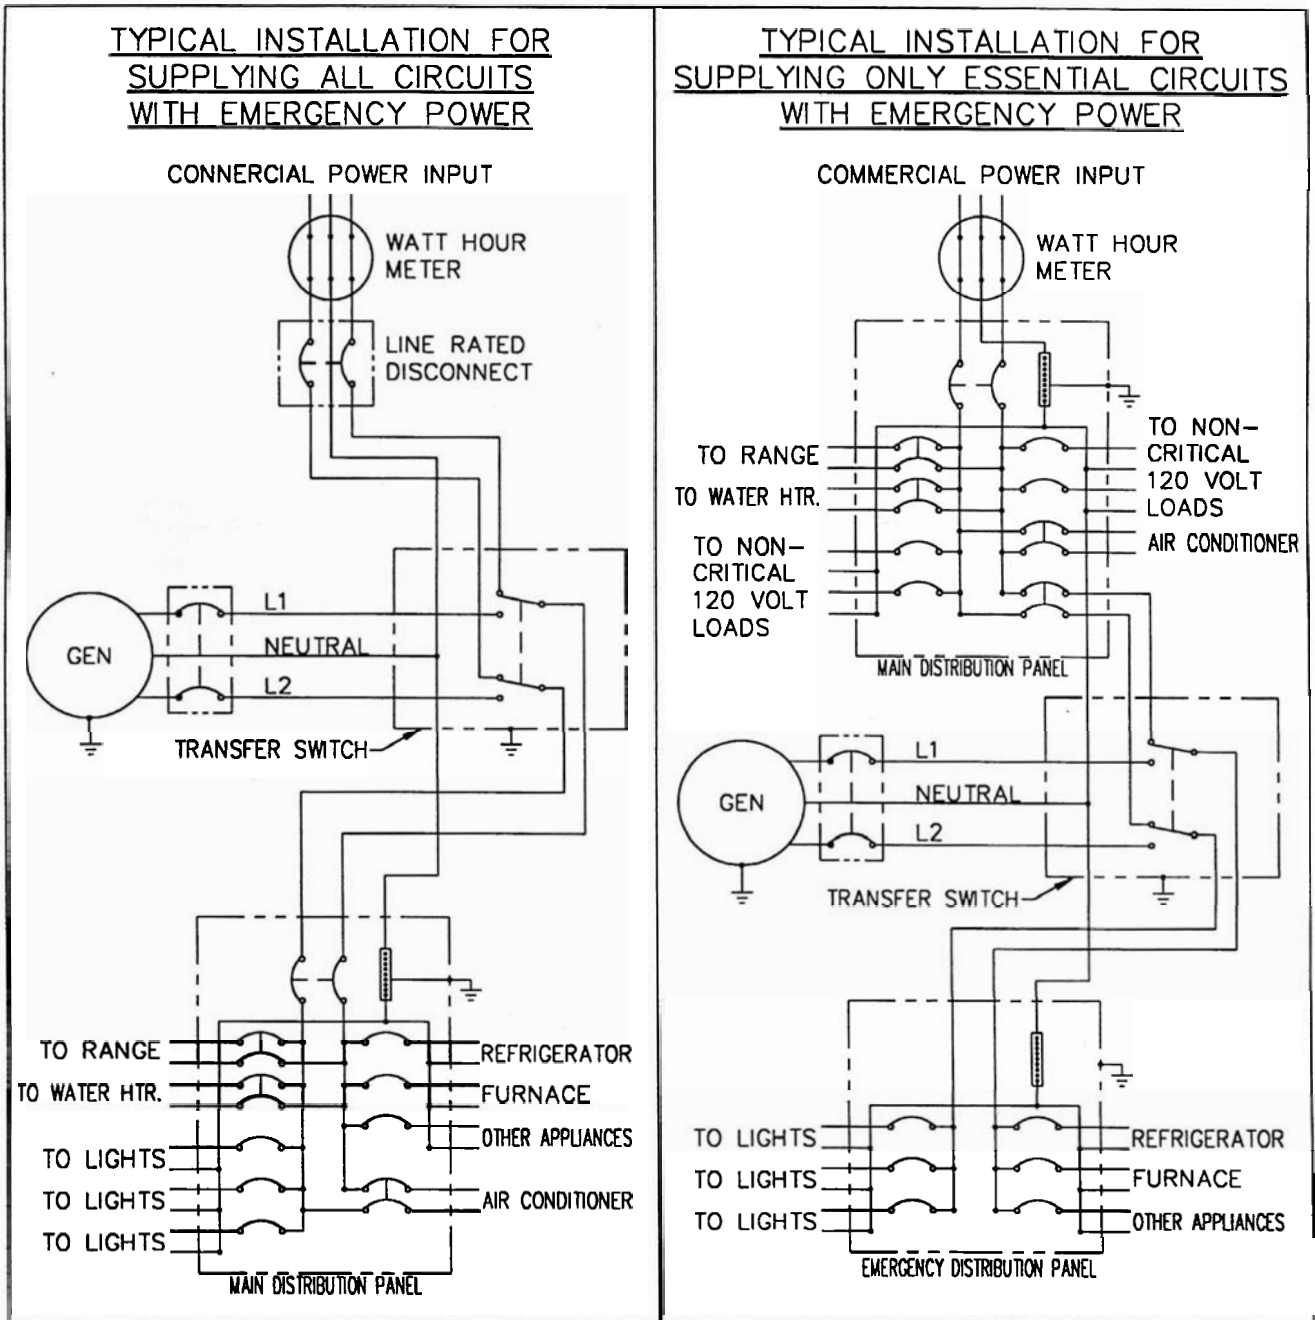 TYPICAL INSTALLATION FOR
SUPPLYING ALL CIRCUITS
WITH EMERGENCY POWER
CONNERCIAL POWER INPUT
WATT HOUR
METER
LINE RATED
DISCONNECT
L1
GEN
NEUTRAL
L2
TRANSFER SWITCH
TO RANGE
TO WATER HTR.
TO LIGHTS
TO LIGHTS
TO LIGHTS
REFRIGERATOR
FURNACE
OTHER APPLIANCES
AIR CONDITIONER
MAIN DISTRIBUTION PANEL
TYPICAL INSTALLATION FOR
SUPPLYING ONLY ESSENTIAL CIRCUITS
WITH EMERGENCY POWER
COMMERCIAL POWER INPUT
WATT HOUR
METER
TO RANGE
TO WATER HTR.
TO NON-
CRITICAL
120 VOLT
LOADS
TO NON-
CRITICAL
120 VOLT
LOADS
AIR CONDITIONER
MAIN DISTRIBUTION PANEL
L1
GEN
NEUTRAL
L2
TRANSFER SWITCH
TO LIGHTS
TO LIGHTS
TO LIGHTS
REFRIGERATOR
FURNACE
OTHER APPLIANCES
EMERGENCY DISTRIBUTION PANEL